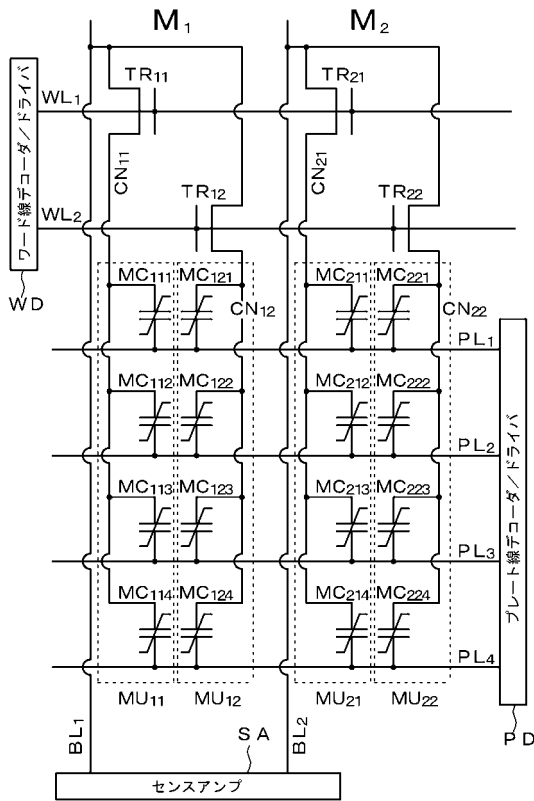 M1 M2
TR11 TR21
WL1
CN11 CN21
TR12 TR22
WL2
ワード線デコーダ/ドライバ
WD
MC111 MC121 MC211 MC221
CN12 CN22
PL1
MC112 MC122 MC212 MC222
PL2
MC113 MC123 MC213 MC223
PL3
MC114 MC124 MC214 MC224
PL4
プレート線デコーダ/ドライバ
MU11 MU12 MU21 MU22
BL1 BL2
SA
PD
センスアンプ